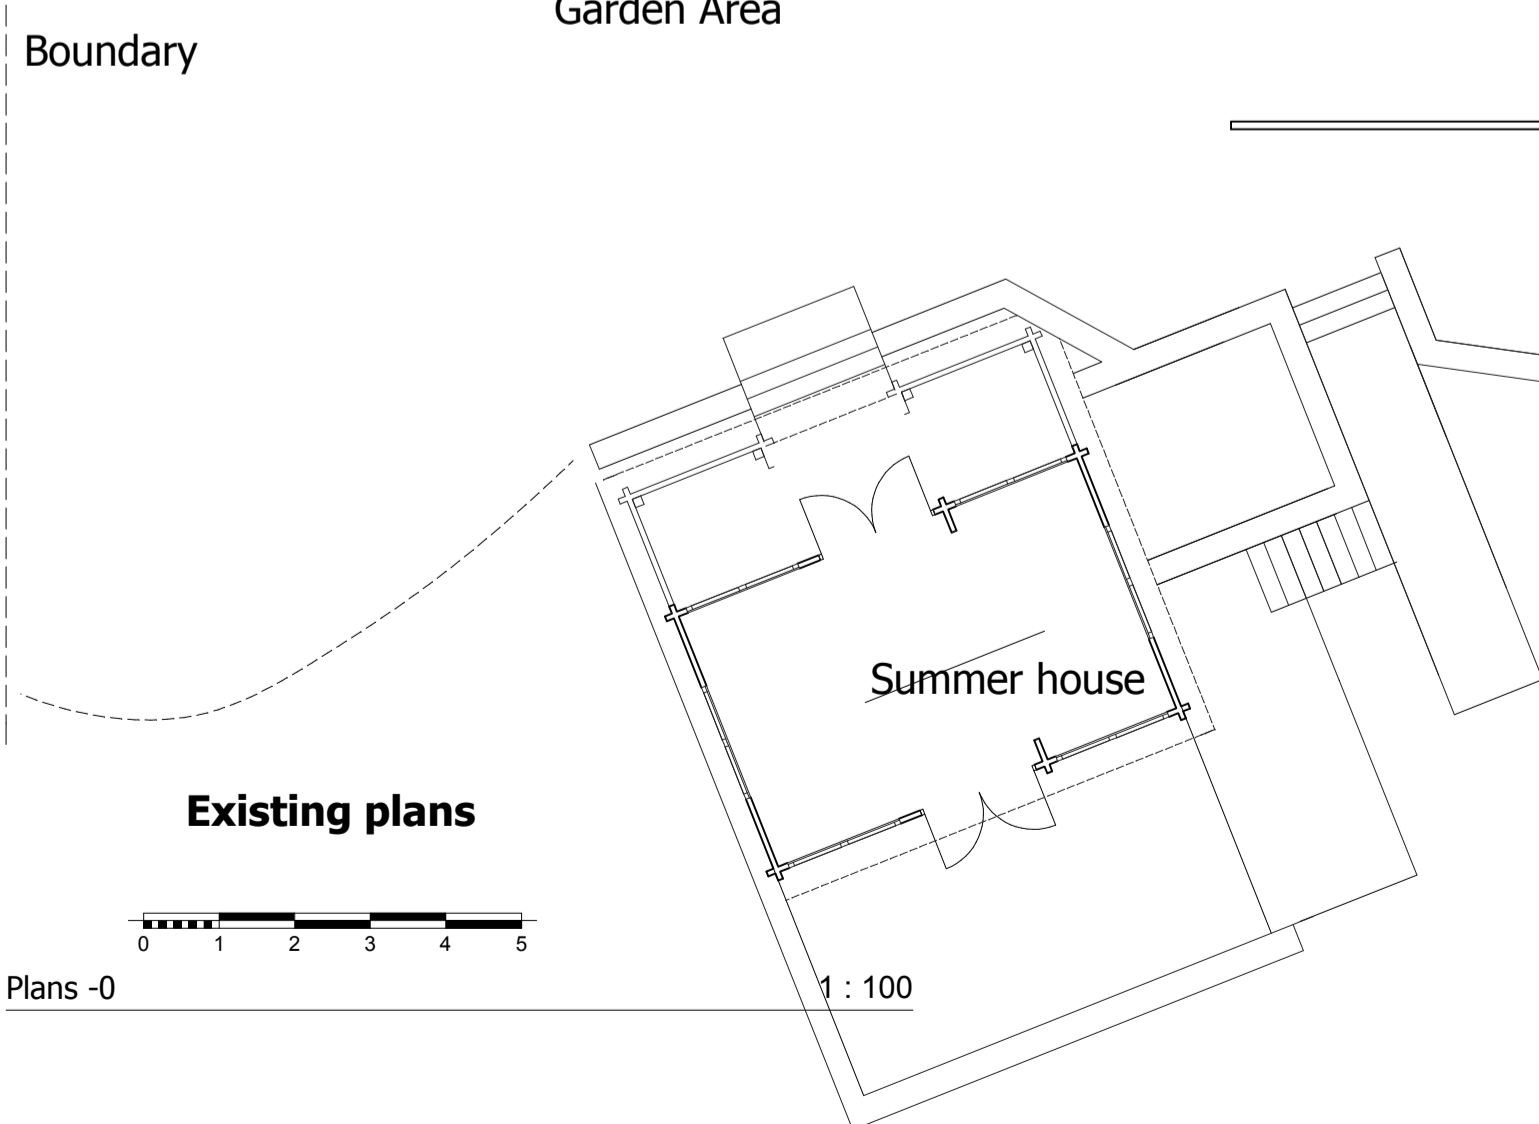 Garden Area
Boundary
Summer house
Existing plans
0 1 2 3 4 5
Plans -0 1 : 100